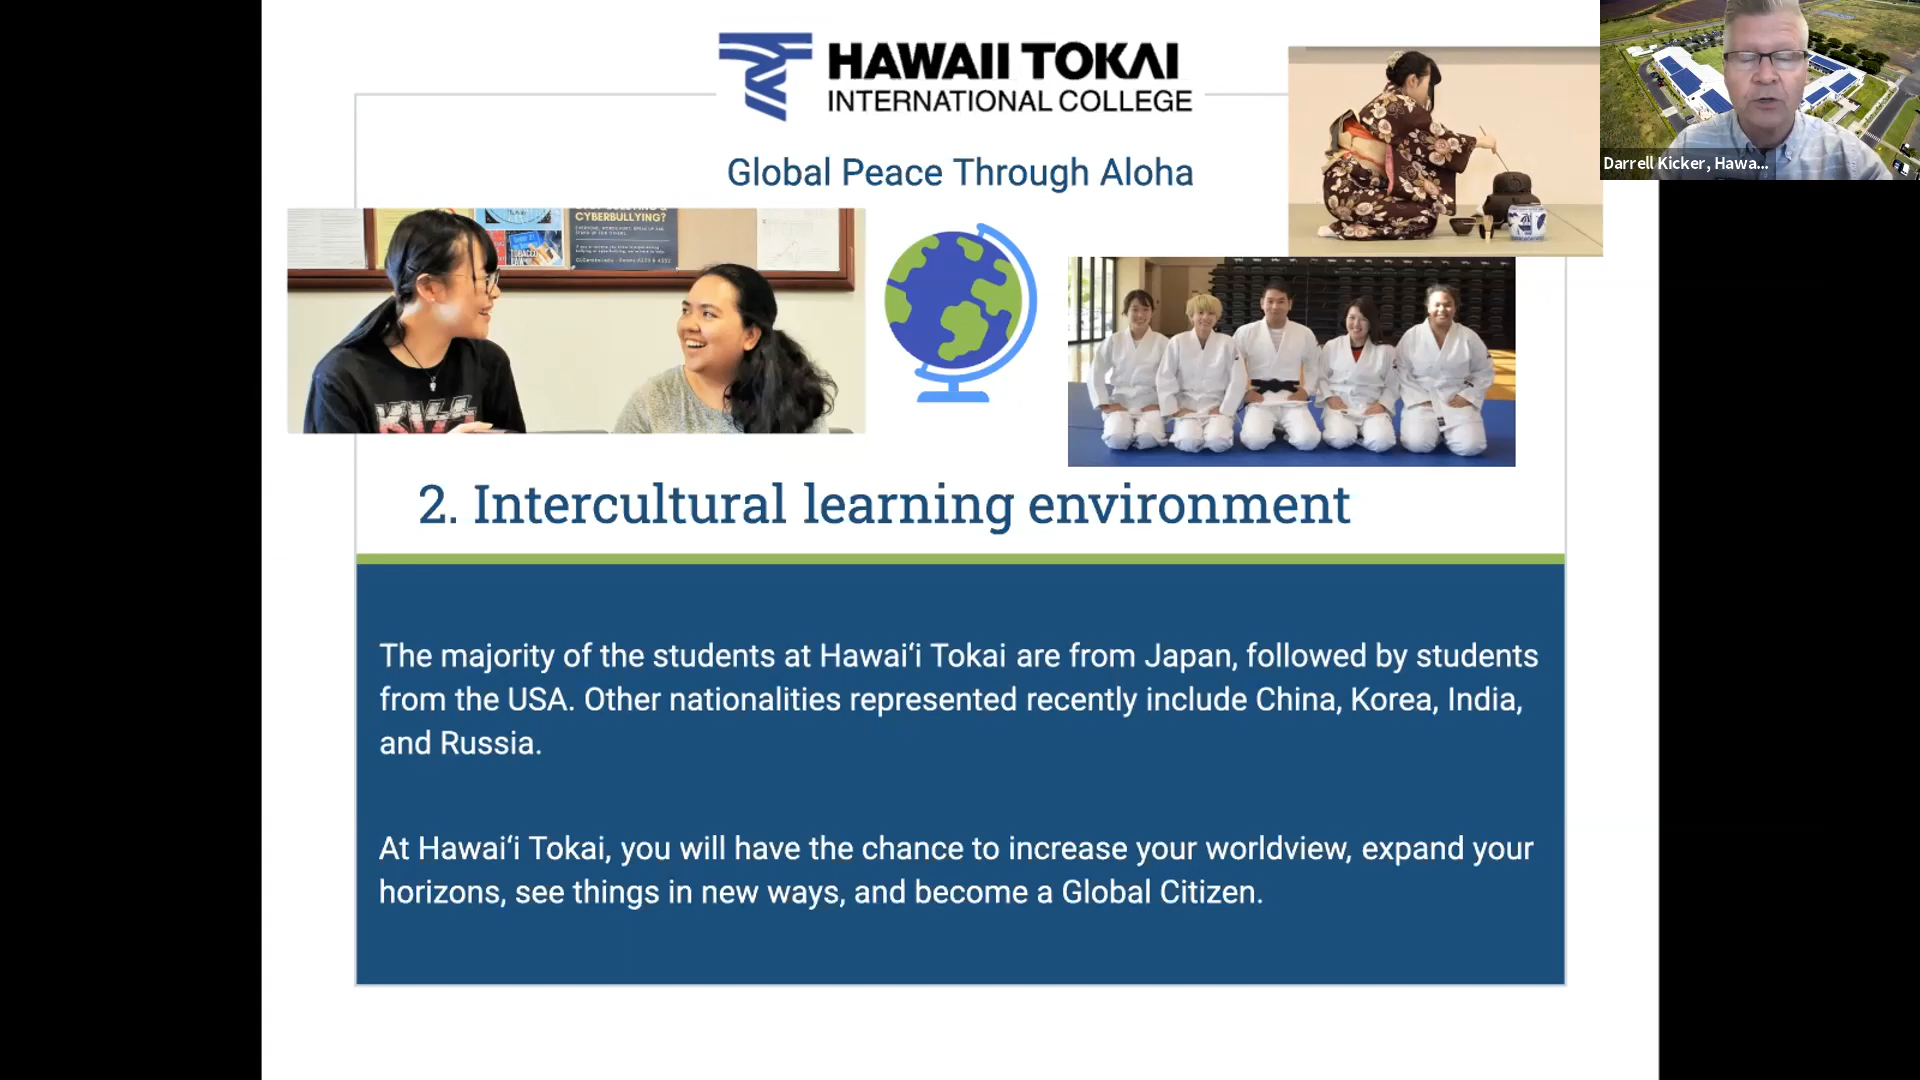 HAWAII TOKAI
INTERNATIONAL COLLEGE
Global Peace Through Aloha
Darrell Kicker, Hawa...
CYBERBULLYING?
2. Intercultural learning environment
The majority of the students at Hawai‘i Tokai are from Japan, followed by students
from the USA. Other nationalities represented recently include China, Korea, India,
and Russia.
At Hawai‘i Tokai, you will have the chance to increase your worldview, expand your
horizons, see things in new ways, and become a Global Citizen.